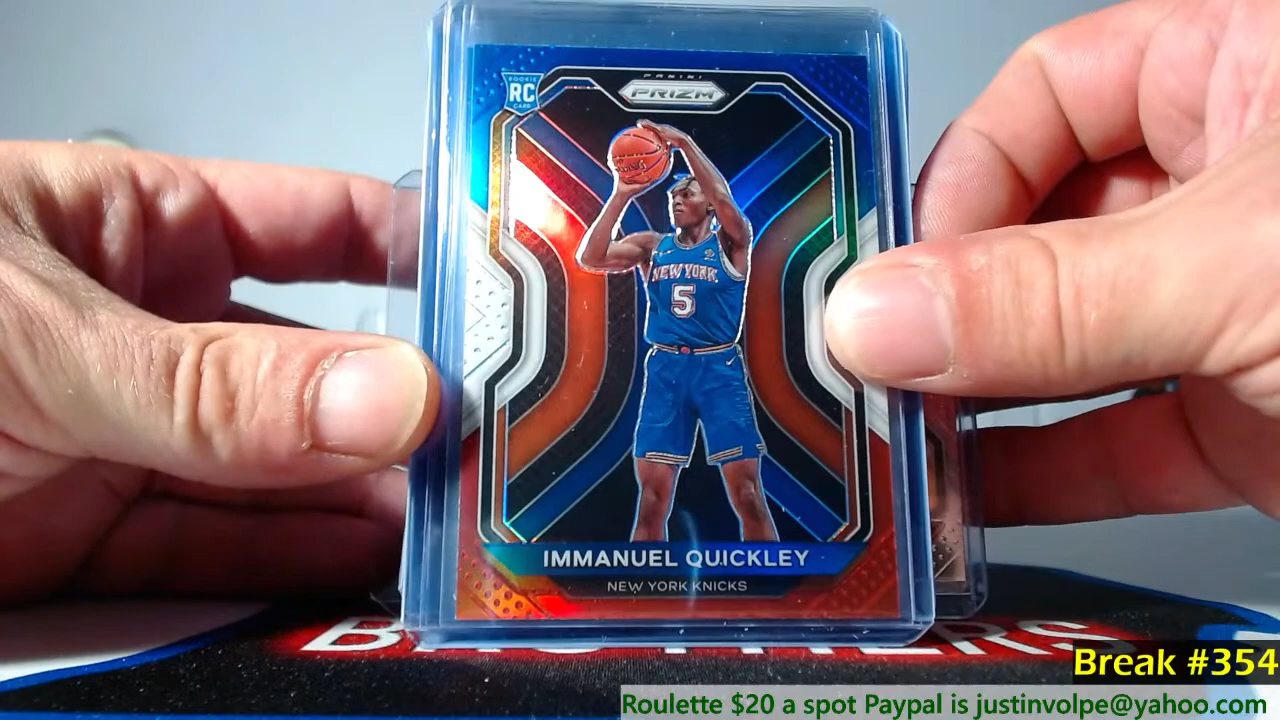 PANINI
PRIZM
ROOKIE
RC
CARD
NEW YORK
5
IMMANUEL QUICKLEY
NEW YORK KNICKS
Break #354
Roulette $20 a spot Paypal is justinvolpe@yahoo.com